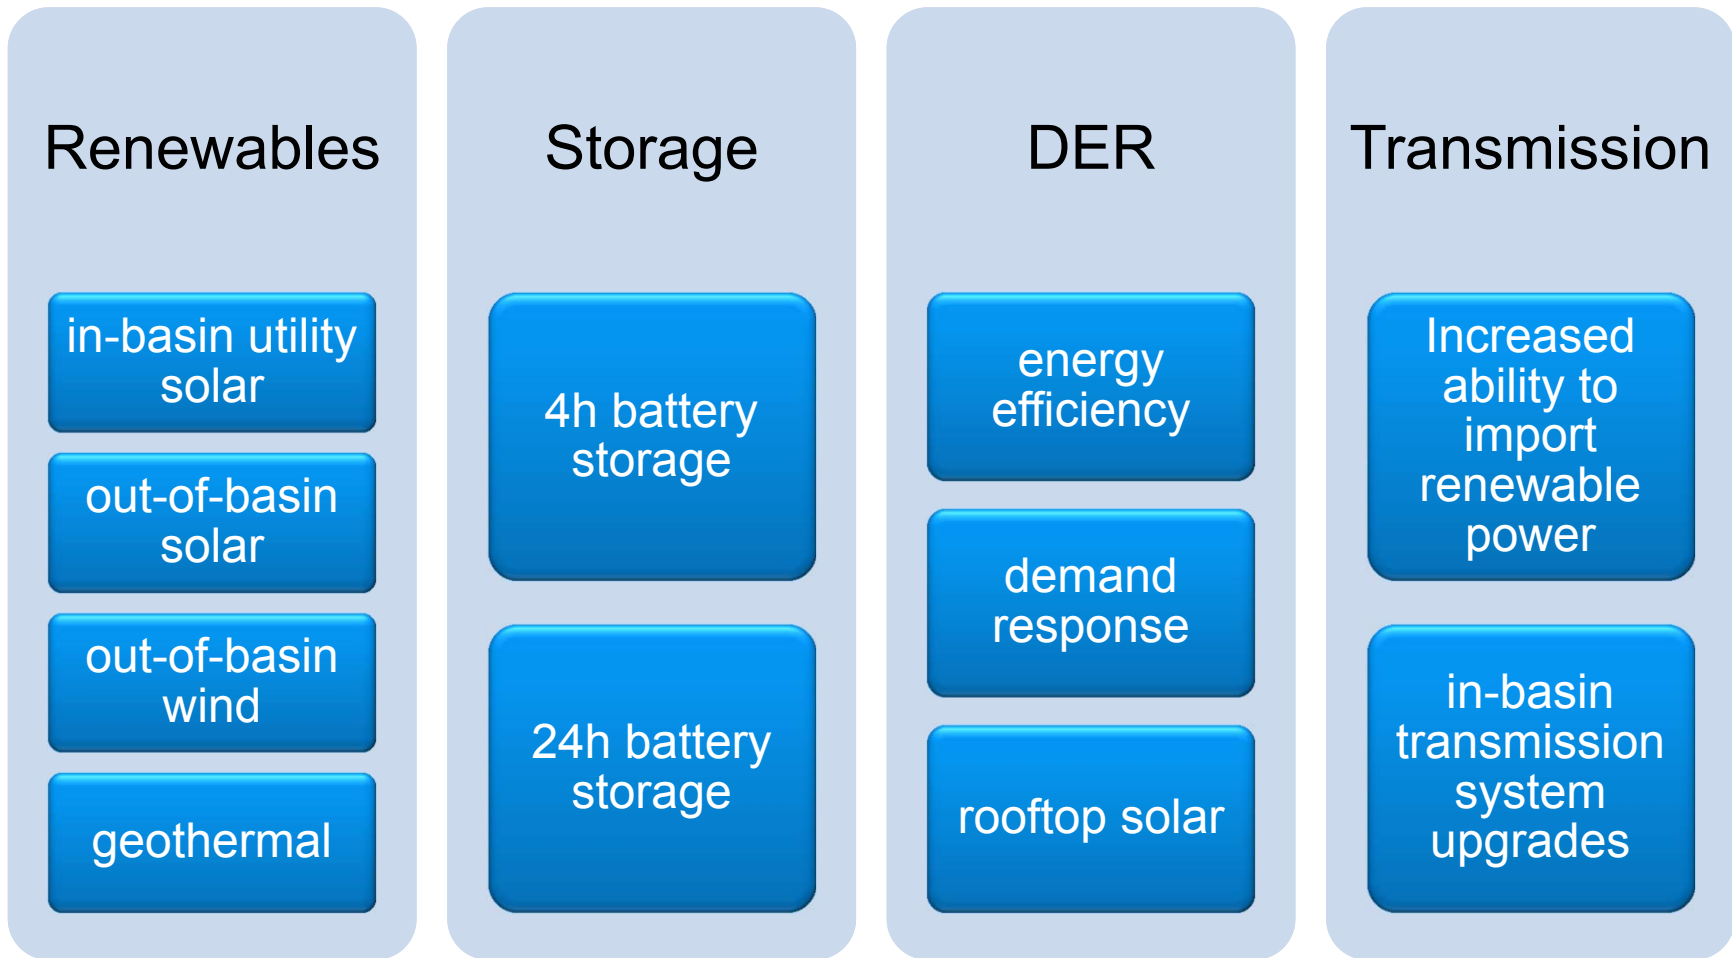 Renewables
in-basin utility
solar
out-of-basin
solar
out-of-basin
wind
geothermal
Storage
4h battery
storage
24h battery
storage
DER
energy
efficiency
demand
response
rooftop solar
Transmission
Increased
ability to
import
renewable
power
in-basin
transmission
system
upgrades